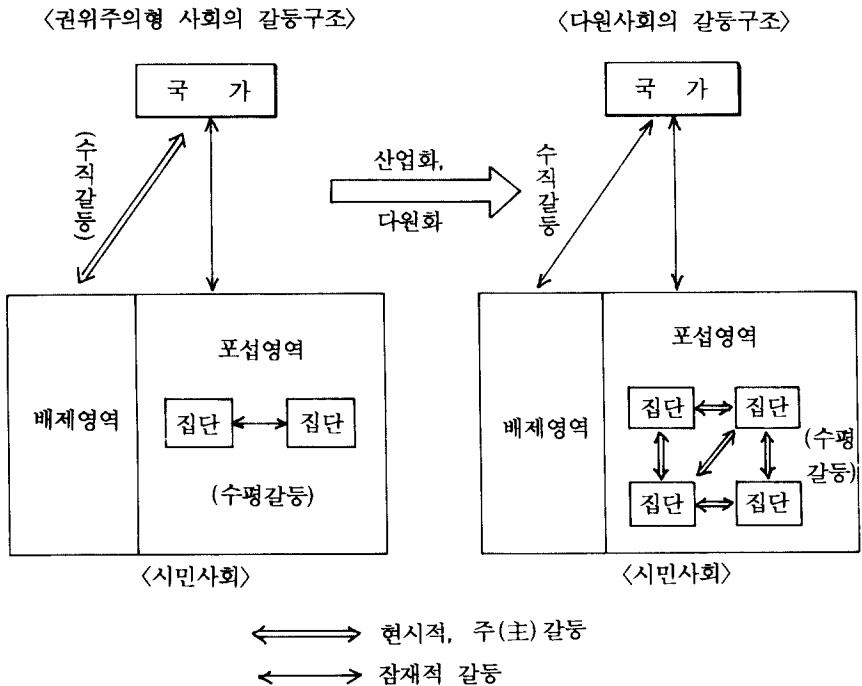 〈권위주의형 사회의 갈등구조〉
국 가
(수직갈등)
배제영역
포섭영역
집단
집단
(수평갈등)
〈시민사회〉
산업화,
다원화
〈다원사회의 갈등구조〉
국 가
수직갈등
배제영역
포섭영역
집단
집단
(수평
갈등)
집단
집단
〈시민사회〉
현시적, 주(主)갈등
잠재적 갈등